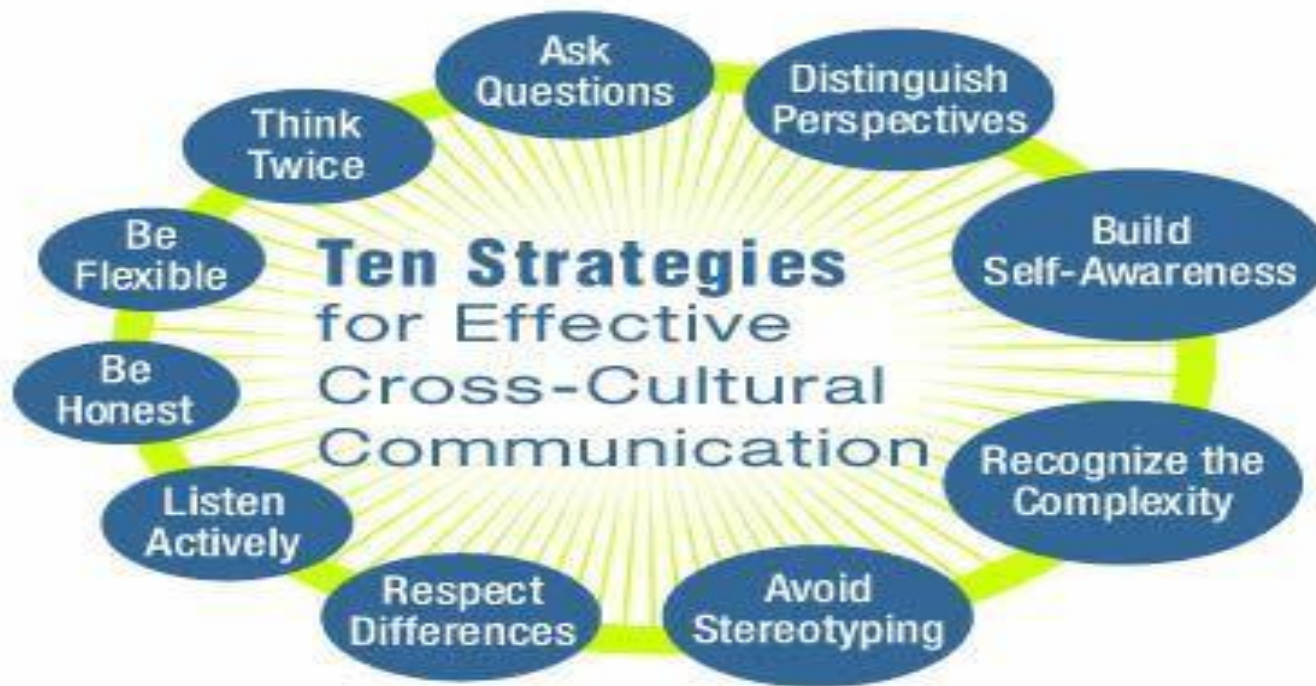 Ask
Questions
Distinguish
Perspectives
Think
Twice
Build
Self-Awareness
Be
Flexible
Ten Strategies
for Effective
Cross-Cultural
Communication
Be
Honest
Recognize the
Complexity
Listen
Actively
Respect
Differences
Avoid
Stereotyping